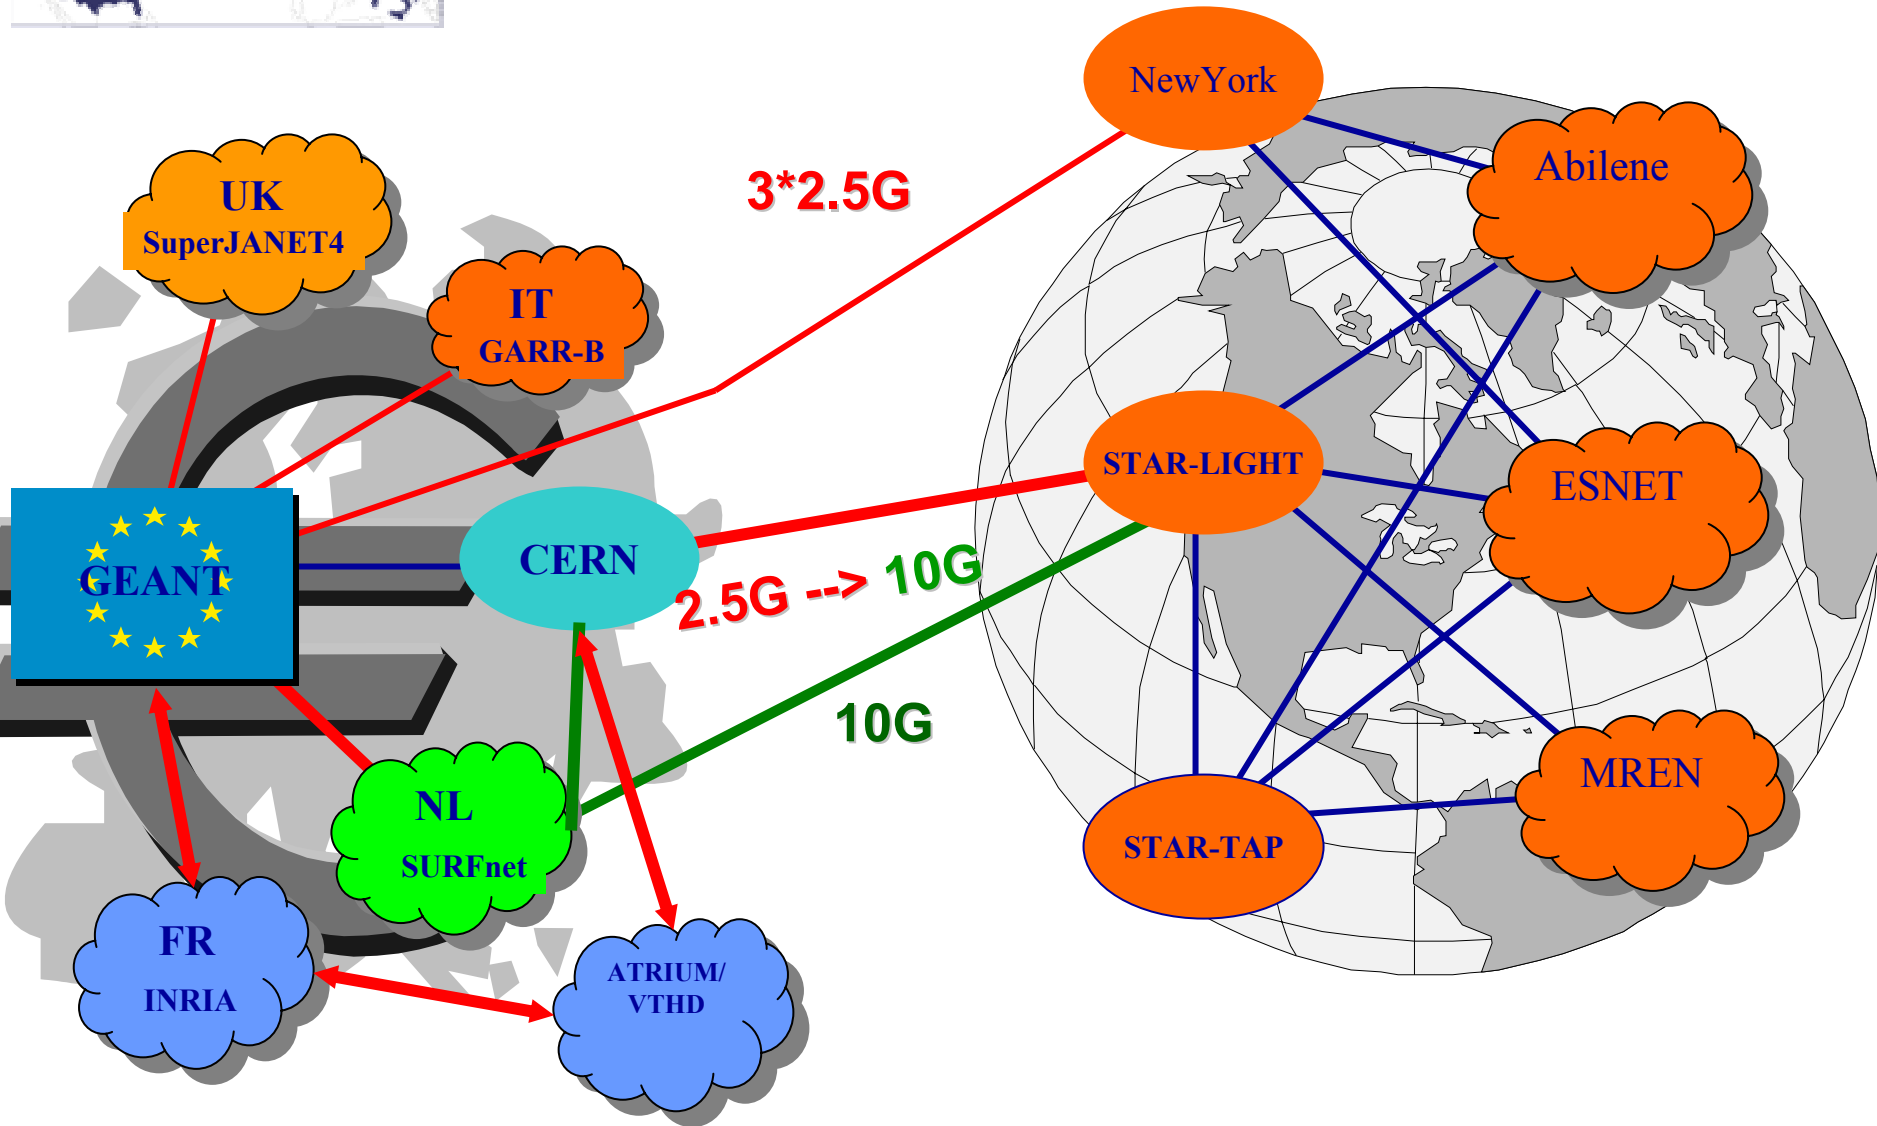 NewYork
Abilene
3*2.5G
UK
SuperJANET4
IT
GARR-B
STAR-LIGHT
ESNET
CERN
GEANT
2.5G --> 10G
10G
MREN
NL
SURFnet
STAR-TAP
FR
INRIA
ATRIUM/
VTHD